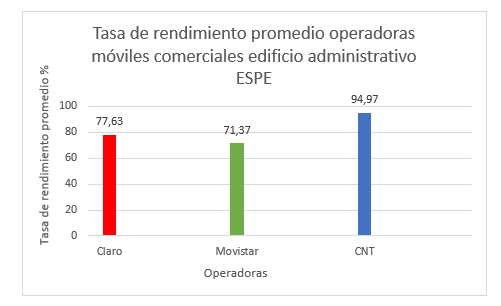 Tasa de rendimiento promedio operadoras
móviles comerciales edificio administrativo
ESPE
Tasa de rendimiento promedio %
100
80
60
40
20
0
77,63
71,37
94,97
Claro
Movistar
CNT
Operadoras